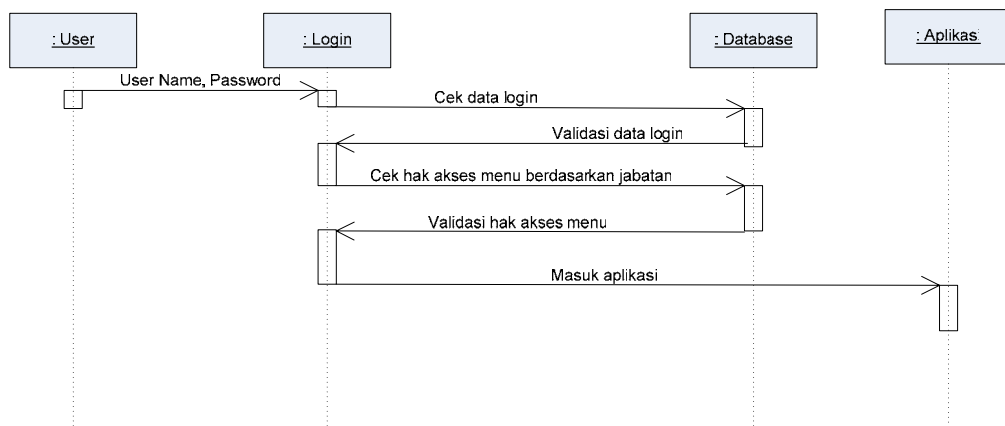 : User
: Login
: Database
: Aplikas
User Name, Password
Cek data login
Validasi data login
Cek hak akses menu berdasarkan jabatan
Validasi hak akses menu
Masuk aplikasi